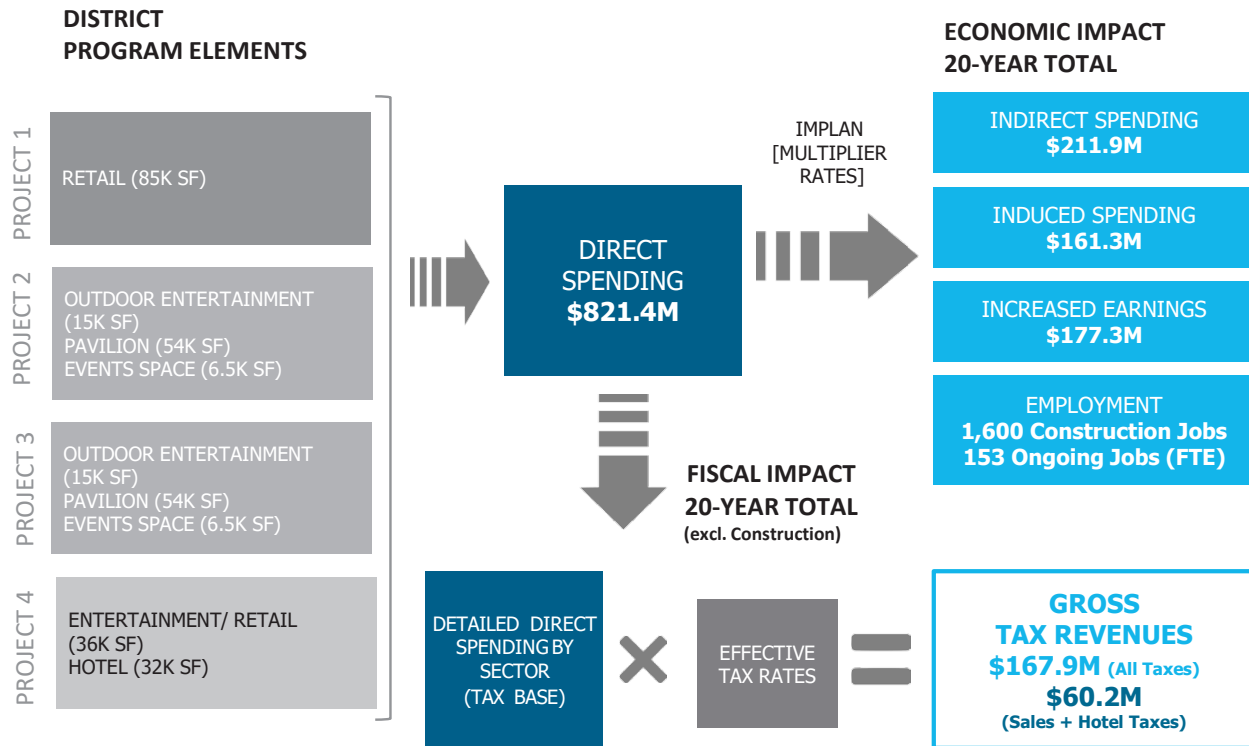 DISTRICT
PROGRAM ELEMENTS
PROJECT 1
RETAIL (85K SF)
PROJECT 2
OUTDOOR ENTERTAINMENT
(15K SF)
PAVILION (54K SF)
EVENTS SPACE (6.5K SF)
PROJECT 3
OUTDOOR ENTERTAINMENT
(15K SF)
PAVILION (54K SF)
EVENTS SPACE (6.5K SF)
PROJECT 4
ENTERTAINMENT/ RETAIL
(36K SF)
HOTEL (32K SF)
DIRECT
SPENDING
$821.4M
IMPLAN
[MULTIPLIER
RATES]
ECONOMIC IMPACT
20-YEAR TOTAL
INDIRECT SPENDING
$211.9M
INDUCED SPENDING
$161.3M
INCREASED EARNINGS
$177.3M
EMPLOYMENT
1,600 Construction Jobs
153 Ongoing Jobs (FTE)
FISCAL IMPACT
20-YEAR TOTAL
(excl. Construction)
DETAILED DIRECT
SPENDING BY
SECTOR
(TAX BASE)
EFFECTIVE
TAX RATES
GROSS
TAX REVENUES
$167.9M (All Taxes)
$60.2M
(Sales + Hotel Taxes)